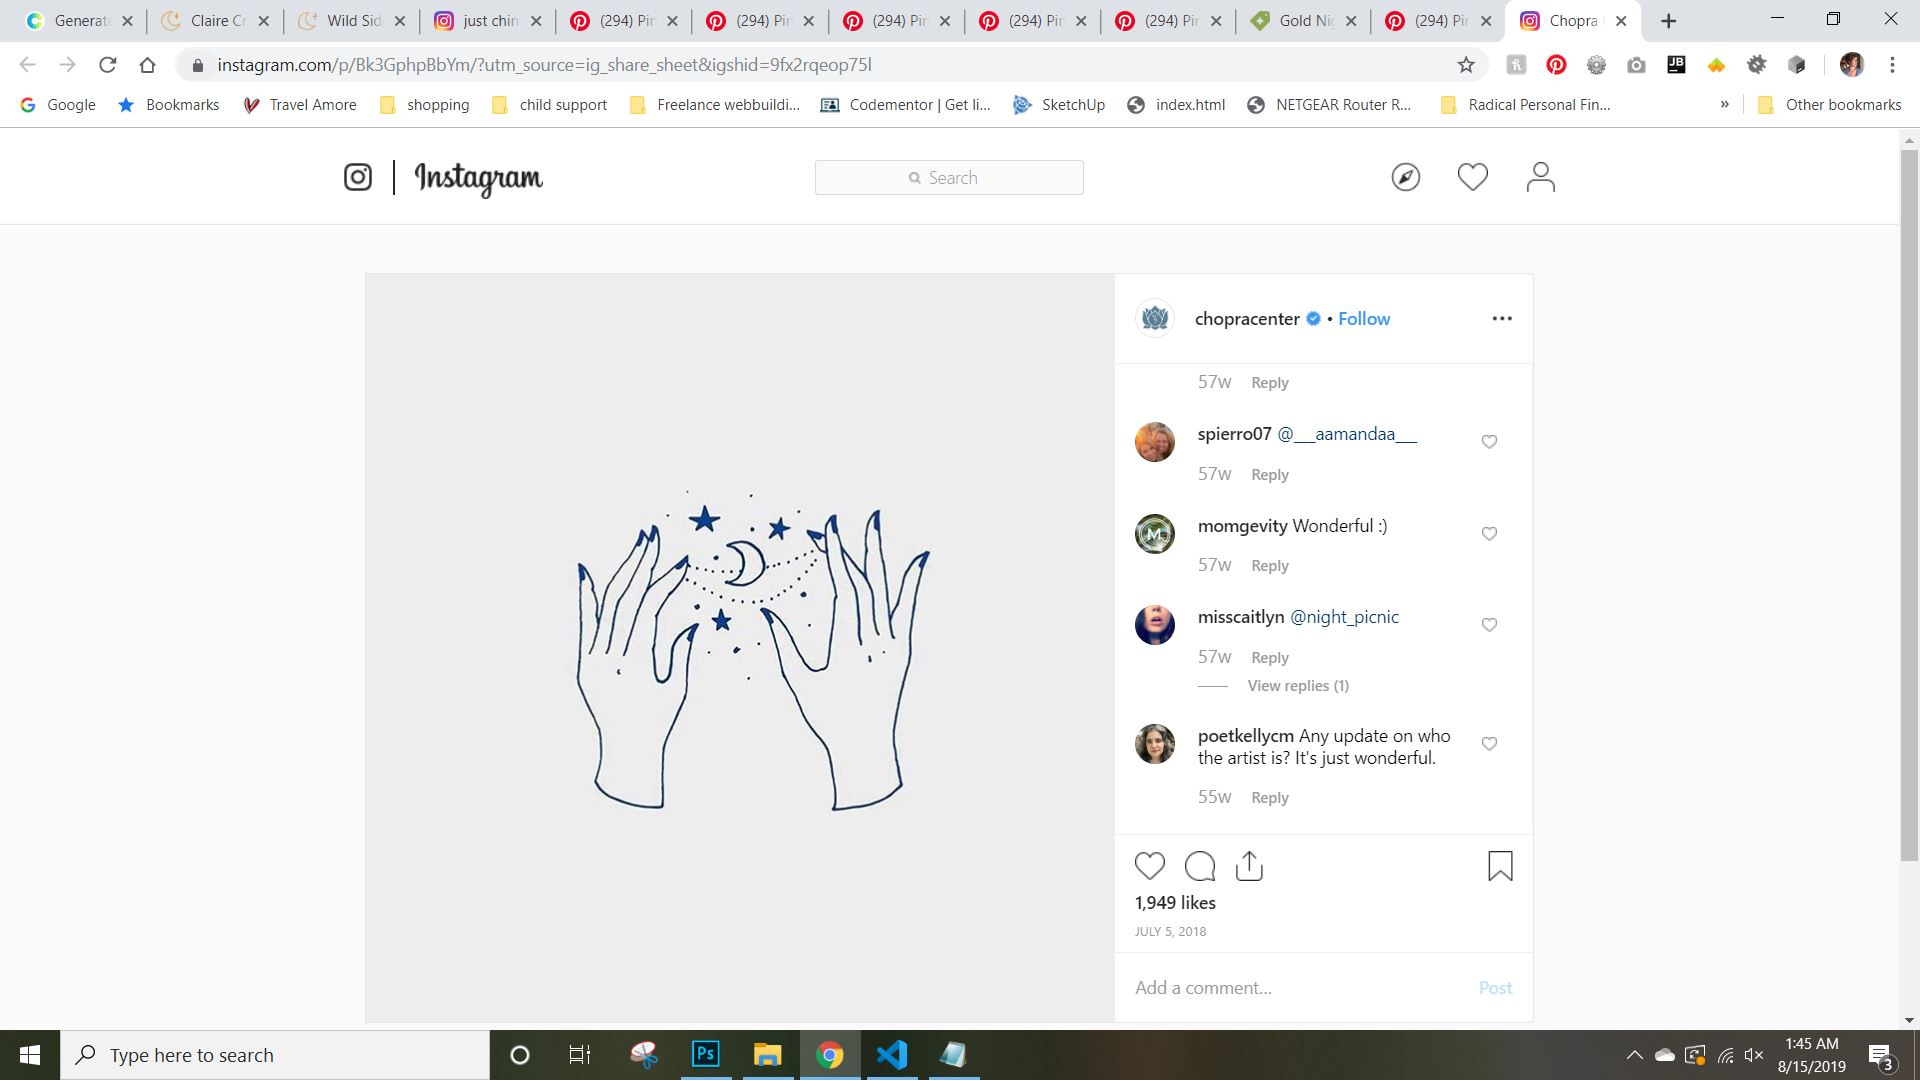 Generate
Claire Cr
Wild Sid
just chin
(294) Pin
(294) Pin
(294) Pin
(294) Pin
(294) Pin
Gold Nig
(294) Pin
Chopra
instagram.com/p/Bk3GphpBbYm/?utm_source=ig_share_sheet&igshid=9fx2rqeop75l
Google
Bookmarks
Travel Amore
shopping
child support
Freelance webbuildi...
Codementor | Get li...
SketchUp
index.html
NETGEAR Router R...
Radical Personal Fin...
»
Other bookmarks
Instagram
Search
chopracenter • Follow
57w Reply
spierro07 @___aamandaa___
57w Reply
momgevity Wonderful :)
57w Reply
misscaitlyn @night_picnic
57w Reply
View replies (1)
poetkellycm Any update on who
the artist is? It's just wonderful.
55w Reply
1,949 likes
JULY 5, 2018
Add a comment... Post
Type here to search
Ps
1:45 AM
8/15/2019
3